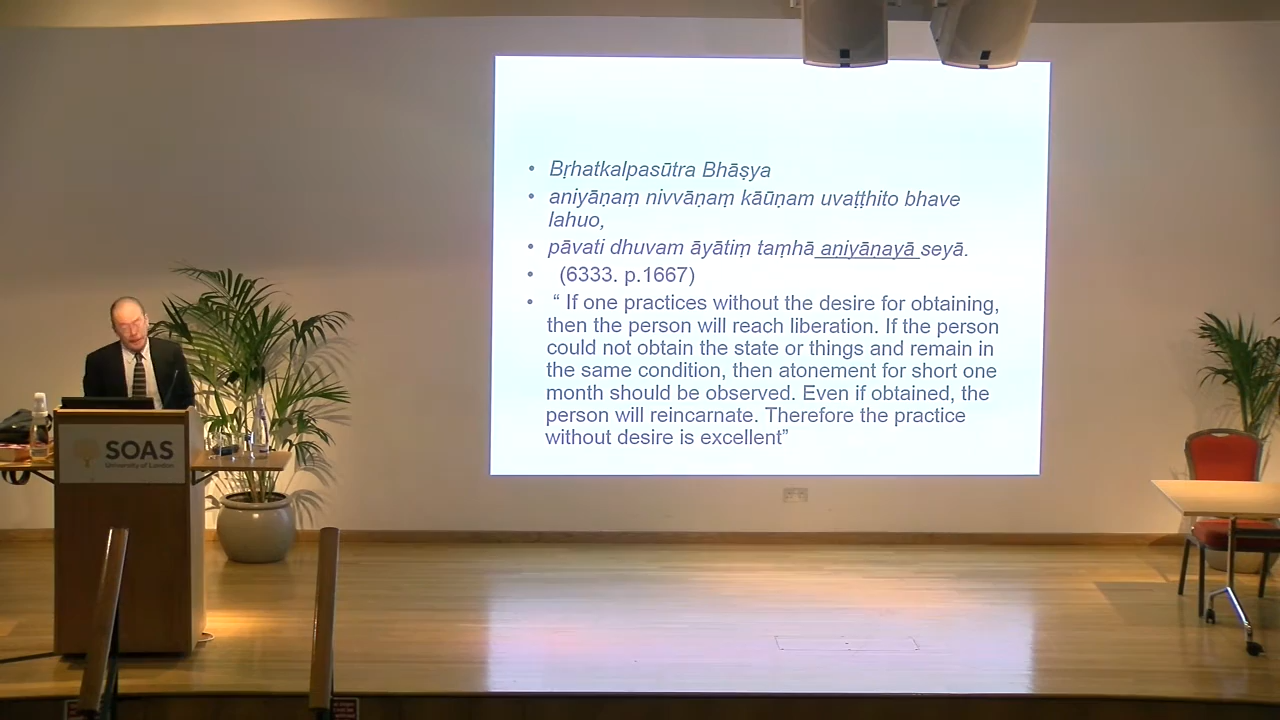 • Bṛhatkalpasūtra Bhāṣya
• aniyāṇaṃ nivvāṇaṃ kāūṇam uvaṭṭhito bhave
lahuo,
• pāvati dhuvam āyātiṃ taṃhā aniyāṇayā seyā.
• (6333. p.1667)
• “ If one practices without the desire for obtaining,
then the person will reach liberation. If the person
could not obtain the state or things and remain in
the same condition, then atonement for short one
month should be observed. Even if obtained, the
person will reincarnate. Therefore the practice
without desire is excellent”
SOAS
University of London